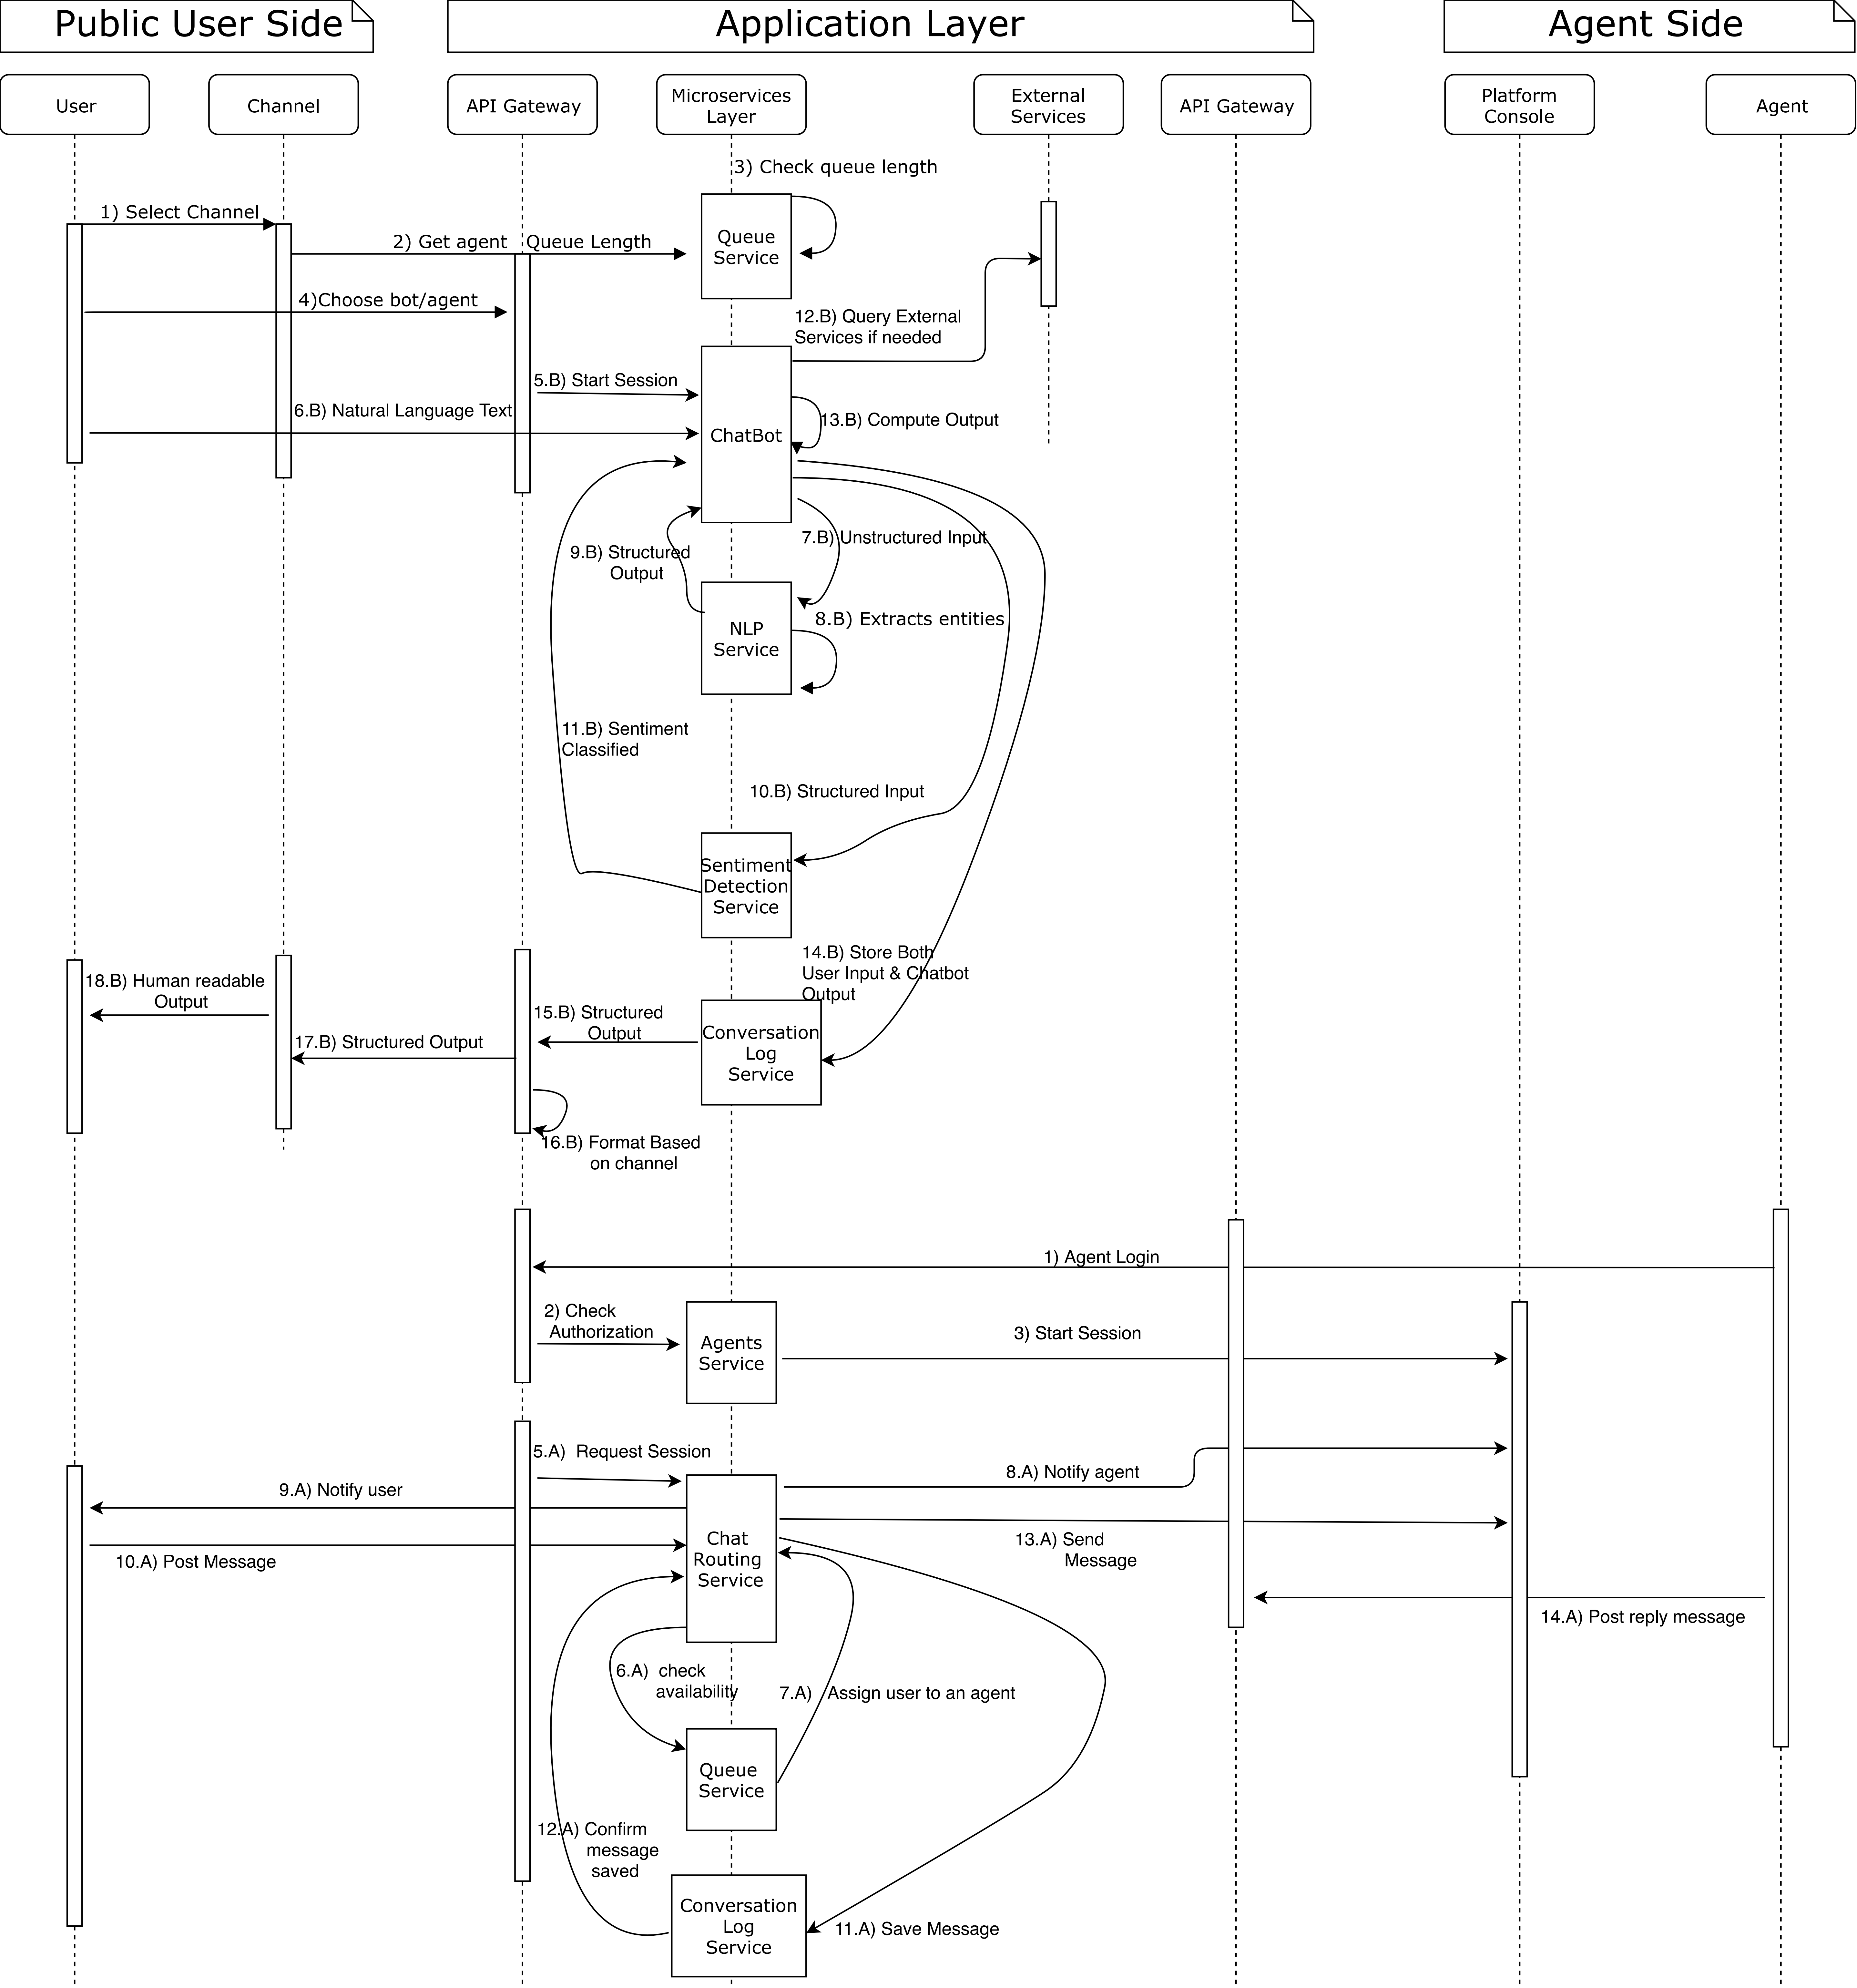 Public User Side
Application Layer
Agent Side
User
Channel
API Gateway
Microservices
Layer
External
Services
API Gateway
Platform
Console
Agent
3) Check queue length
1) Select Channel
2) Get agent Queue Length
Queue
Service
4)Choose bot/agent
12.B) Query External
Services if needed
5.B) Start Session
6.B) Natural Language Text
13.B) Compute Output
ChatBot
7.B) Unstructured Input
9.B) Structured
Output
8.B) Extracts entities
NLP
Service
11.B) Sentiment
Classified
10.B) Structured Input
Sentiment
Detection
Service
14.B) Store Both
User Input & Chatbot
Output
18.B) Human readable
Output
15.B) Structured
Output
17.B) Structured Output
Conversation
Log
Service
16.B) Format Based
on channel
1) Agent Login
2) Check
Authorization
Agents
Service
3) Start Session
5.A) Request Session
8.A) Notify agent
9.A) Notify user
Chat
Routing
Service
13.A) Send
Message
10.A) Post Message
14.A) Post reply message
6.A) check
availability
7.A) Assign user to an agent
Queue
Service
12.A) Confirm
message
saved
Conversation
Log
Service
11.A) Save Message